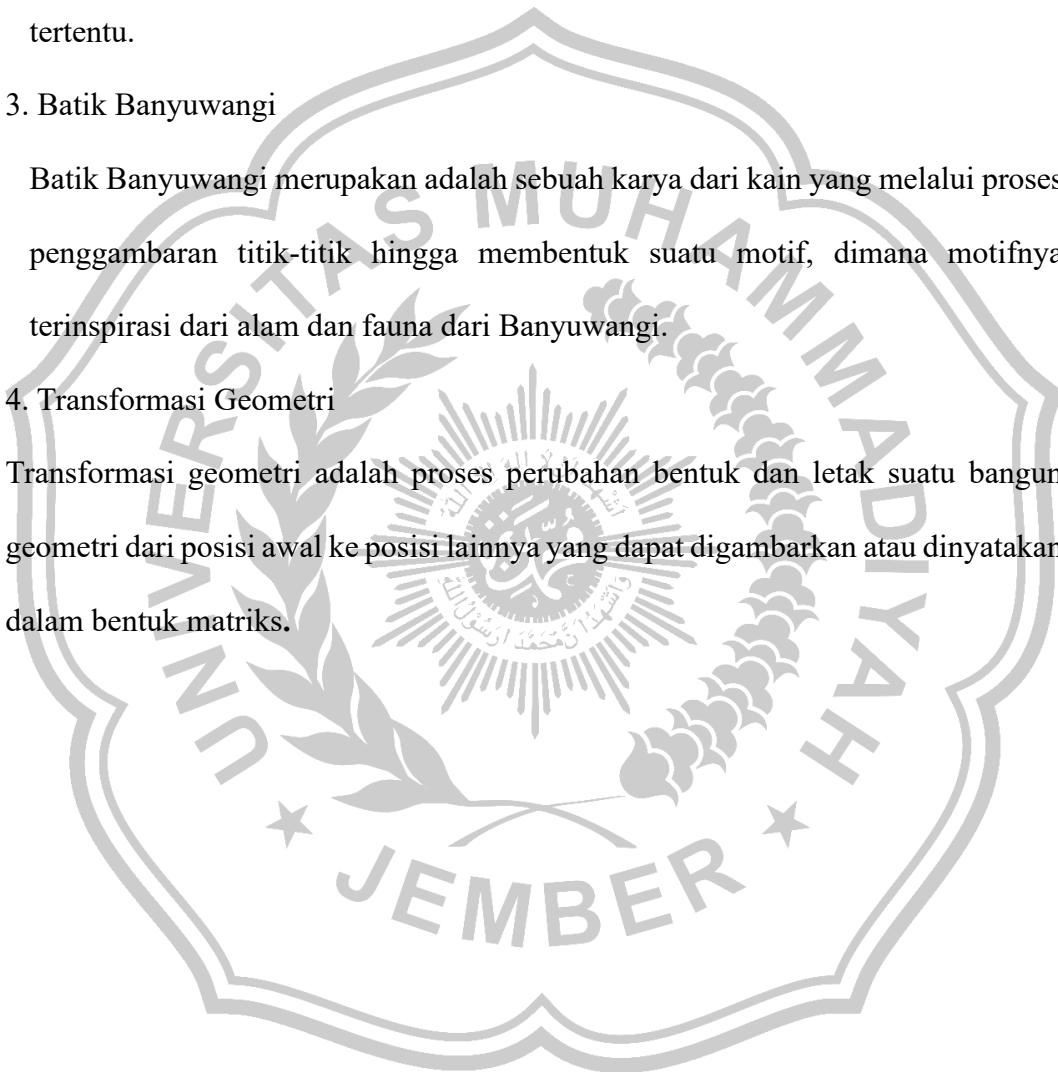 tertentu.
3. Batik Banyuwangi
Batik Banyuwangi merupakan adalah sebuah karya dari kain yang melalui proses
penggambaran titik-titik hingga membentuk suatu motif, dimana motifnya
terinspirasi dari alam dan fauna dari Banyuwangi.
4. Transformasi Geometri
Transformasi geometri adalah proses perubahan bentuk dan letak suatu bangun
geometri dari posisi awal ke posisi lainnya yang dapat digambarkan atau dinyatakan
dalam bentuk matriks.
UNIVERSITAS MUHAMMADIYAH
JEMBER